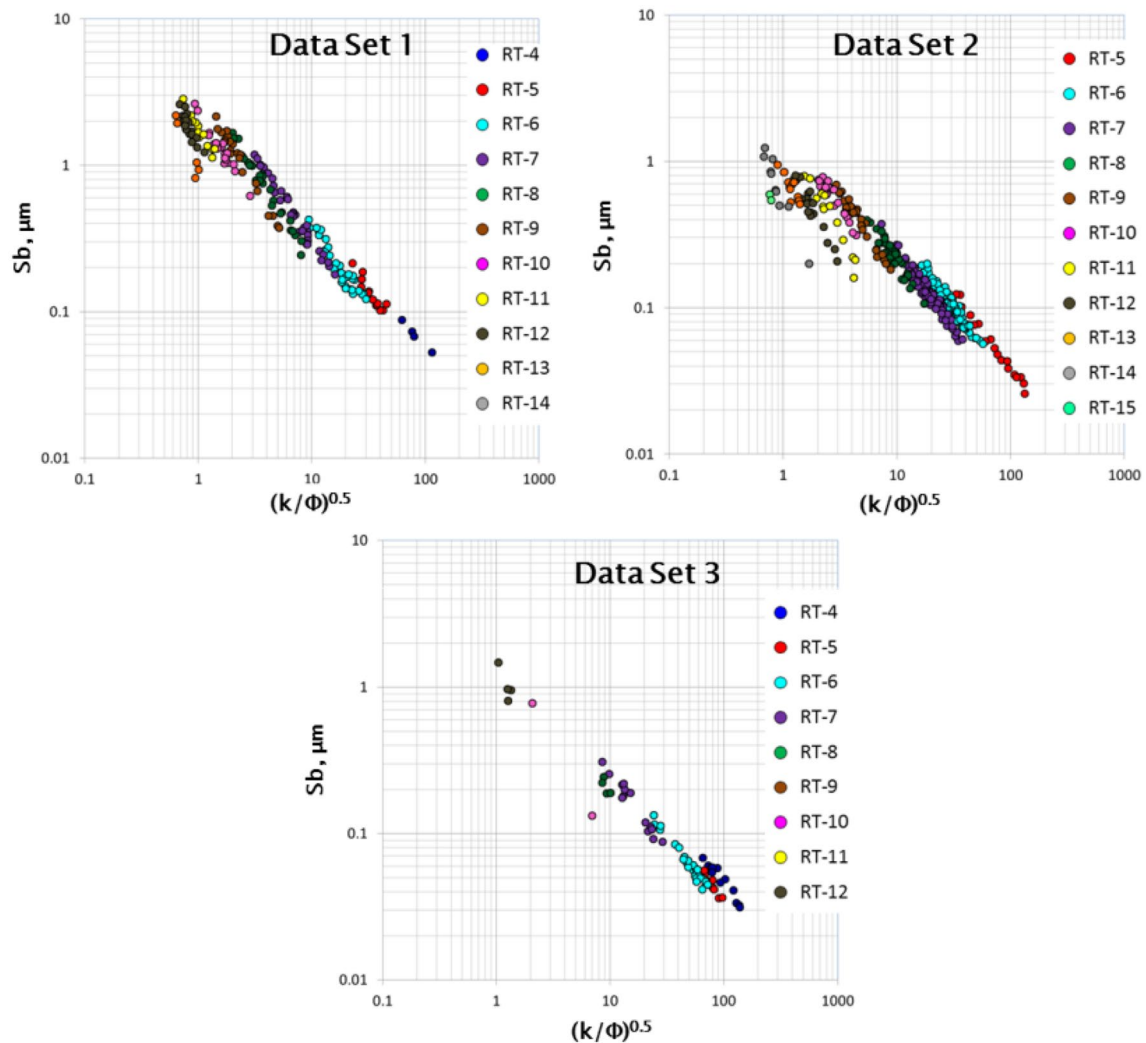 Data Set 1
10
1
0.1
0.01
Sb, μm
0.1
1
10
100
1000
(k/Φ)0.5
RT-4
RT-5
RT-6
RT-7
RT-8
RT-9
RT-10
RT-11
RT-12
RT-13
RT-14
Data Set 2
10
1
0.1
0.01
Sb, μm
0.1
1
10
100
1000
(k/Φ)0.5
RT-5
RT-6
RT-7
RT-8
RT-9
RT-10
RT-11
RT-12
RT-13
RT-14
RT-15
Data Set 3
10
1
0.1
0.01
Sb, μm
0.1
1
10
100
1000
(k/Φ)0.5
RT-4
RT-5
RT-6
RT-7
RT-8
RT-9
RT-10
RT-11
RT-12